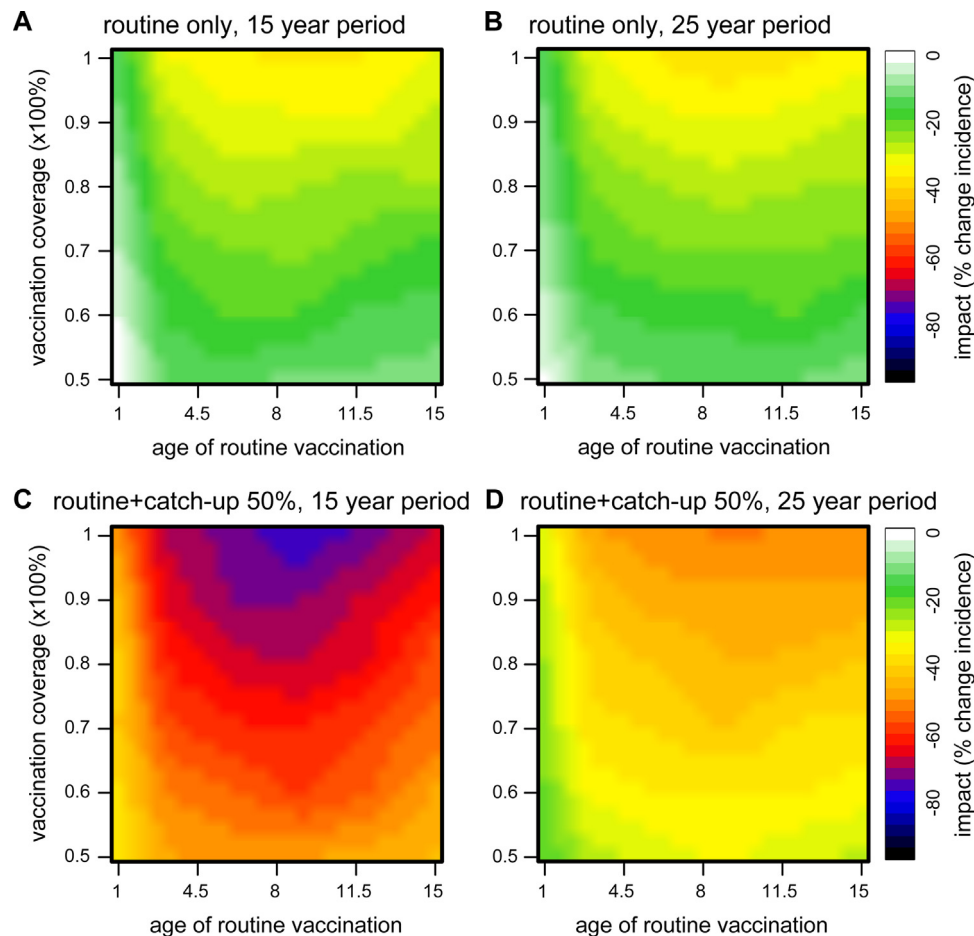 A routine only, 15 year period
B routine only, 25 year period
vaccination coverage (x100%)
1
0.9
0.8
0.7
0.6
0.5
1 4.5 8 11.5 15
age of routine vaccination
1
0.9
0.8
0.7
0.6
0.5
1 4.5 8 11.5 15
age of routine vaccination
0
-20
-40
-60
-80
impact (% change incidence)
C routine+catch-up 50%, 15 year period
D routine+catch-up 50%, 25 year period
vaccination coverage (x100%)
1
0.9
0.8
0.7
0.6
0.5
1 4.5 8 11.5 15
age of routine vaccination
1
0.9
0.8
0.7
0.6
0.5
1 4.5 8 11.5 15
age of routine vaccination
0
-20
-40
-60
-80
impact (% change incidence)